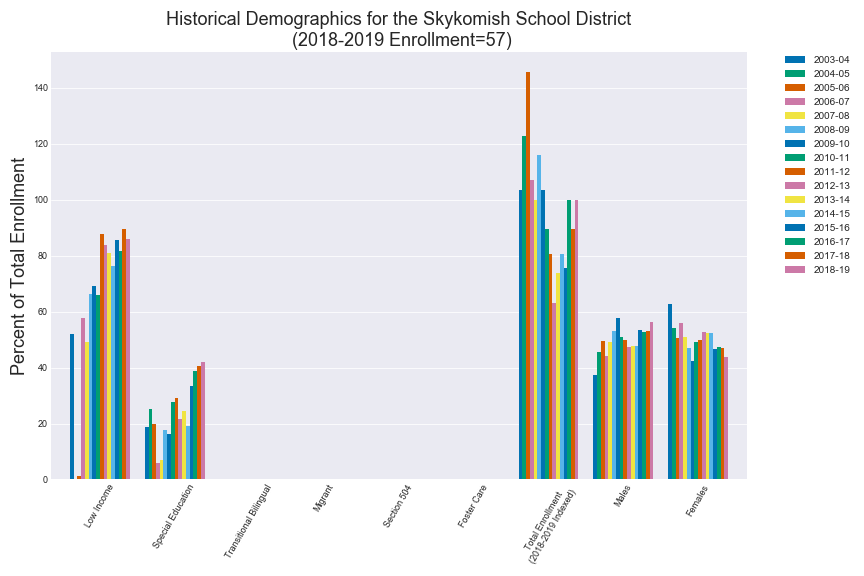 Historical Demographics for the Skykomish School District
(2018-2019 Enrollment=57)
Percent of Total Enrollment
140
120
100
80
60
40
20
0
Low Income
Special Education
Transitional Bilingual
Migrant
Section 504
Foster Care
Total Enrollment
(2018-2019 Indexed)
Males
Females
2003-04
2004-05
2005-06
2006-07
2007-08
2008-09
2009-10
2010-11
2011-12
2012-13
2013-14
2014-15
2015-16
2016-17
2017-18
2018-19